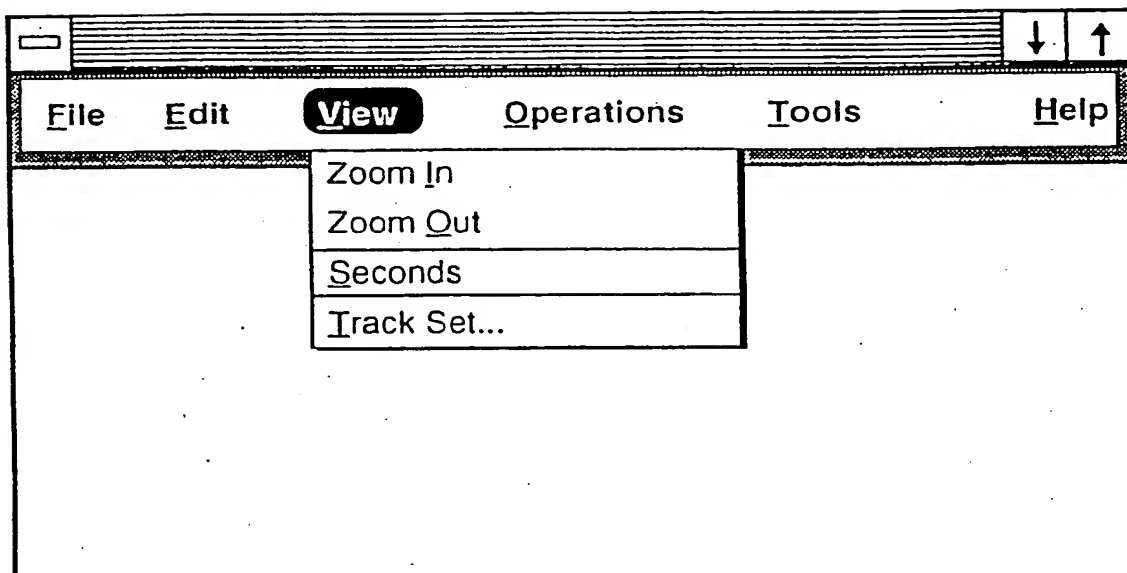 File Edit View Operations Tools Help
Zoom In
Zoom Out
Seconds
Track Set...